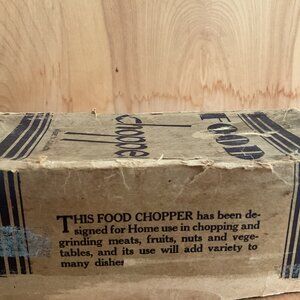 FOOD
choppe
THIS FOOD CHOPPER has been de-
signed for Home use in chopping and
grinding meats, fruits, nuts and vege-
tables, and its use will add variety to
many dishes